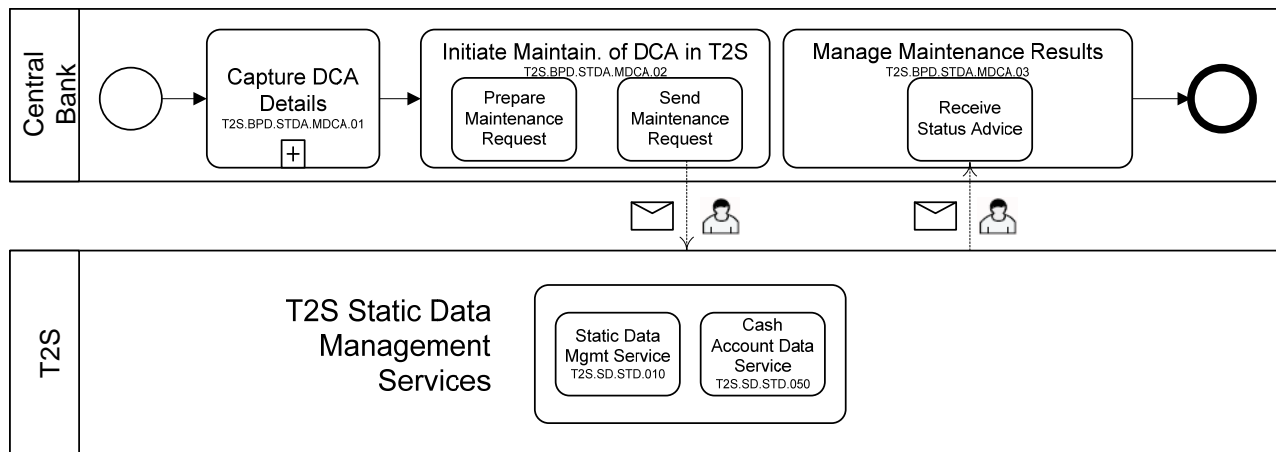 Central
Bank
Capture DCA
Details
T2S.BPD.STDA.MDCA.01
+
Initiate Maintain. of DCA in T2S
T2S.BPD.STDA.MDCA.02
Prepare
Maintenance
Request
Send
Maintenance
Request
Manage Maintenance Results
T2S.BPD.STDA.MDCA.03
Receive
Status Advice
T2S
T2S Static Data
Management
Services
Static Data
Mgmt Service
T2S.SD.STD.010
Cash
Account Data
Service
T2S.SD.STD.050